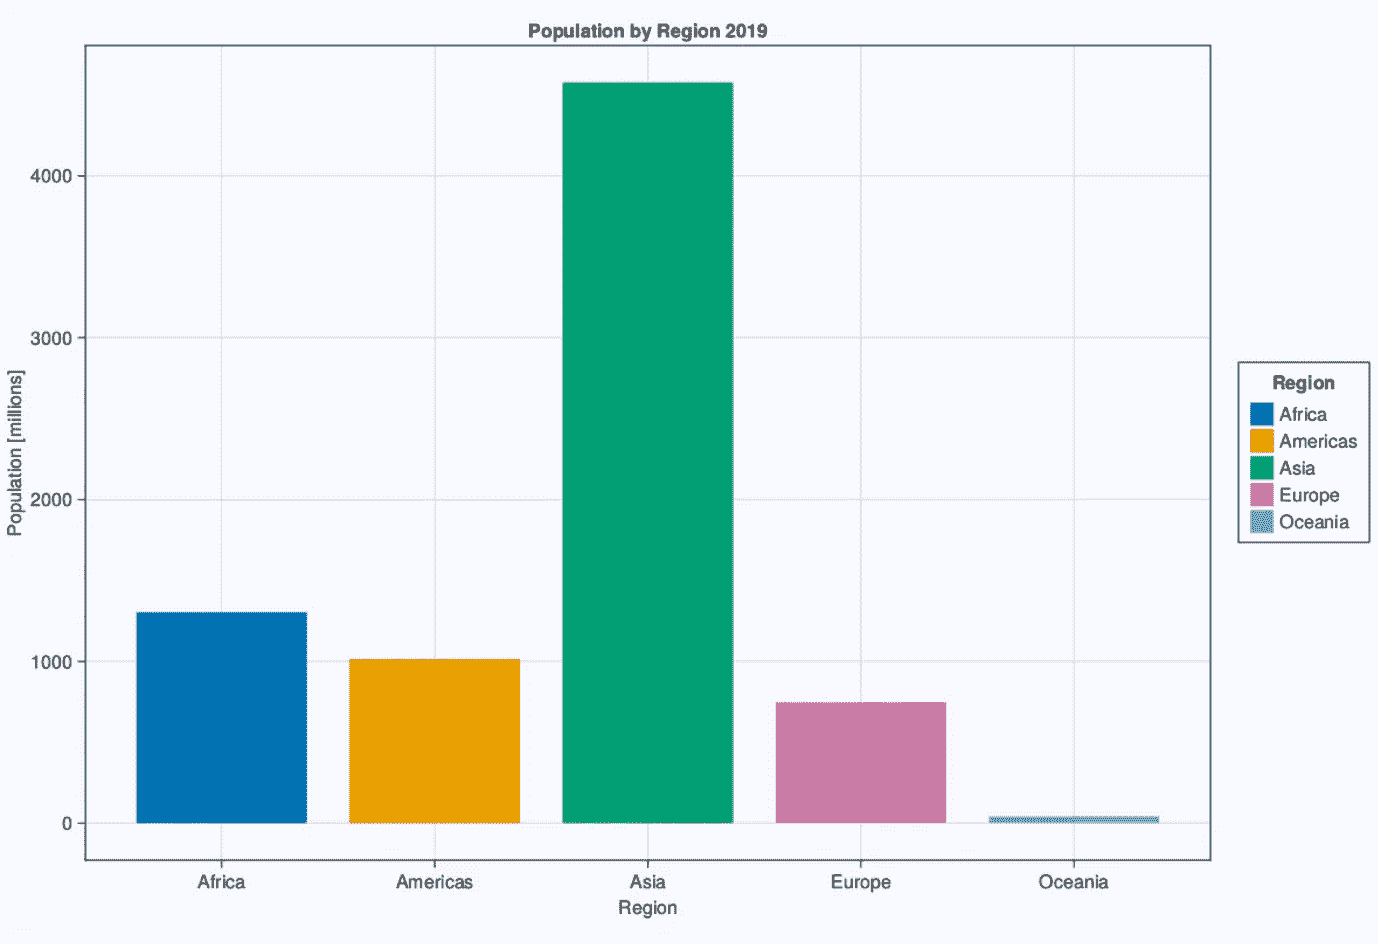 Population by Region 2019
Population [millions]
4000
3000
2000
1000
0
Africa
Americas
Asia
Europe
Oceania
Region
Region
Africa
Americas
Asia
Europe
Oceania